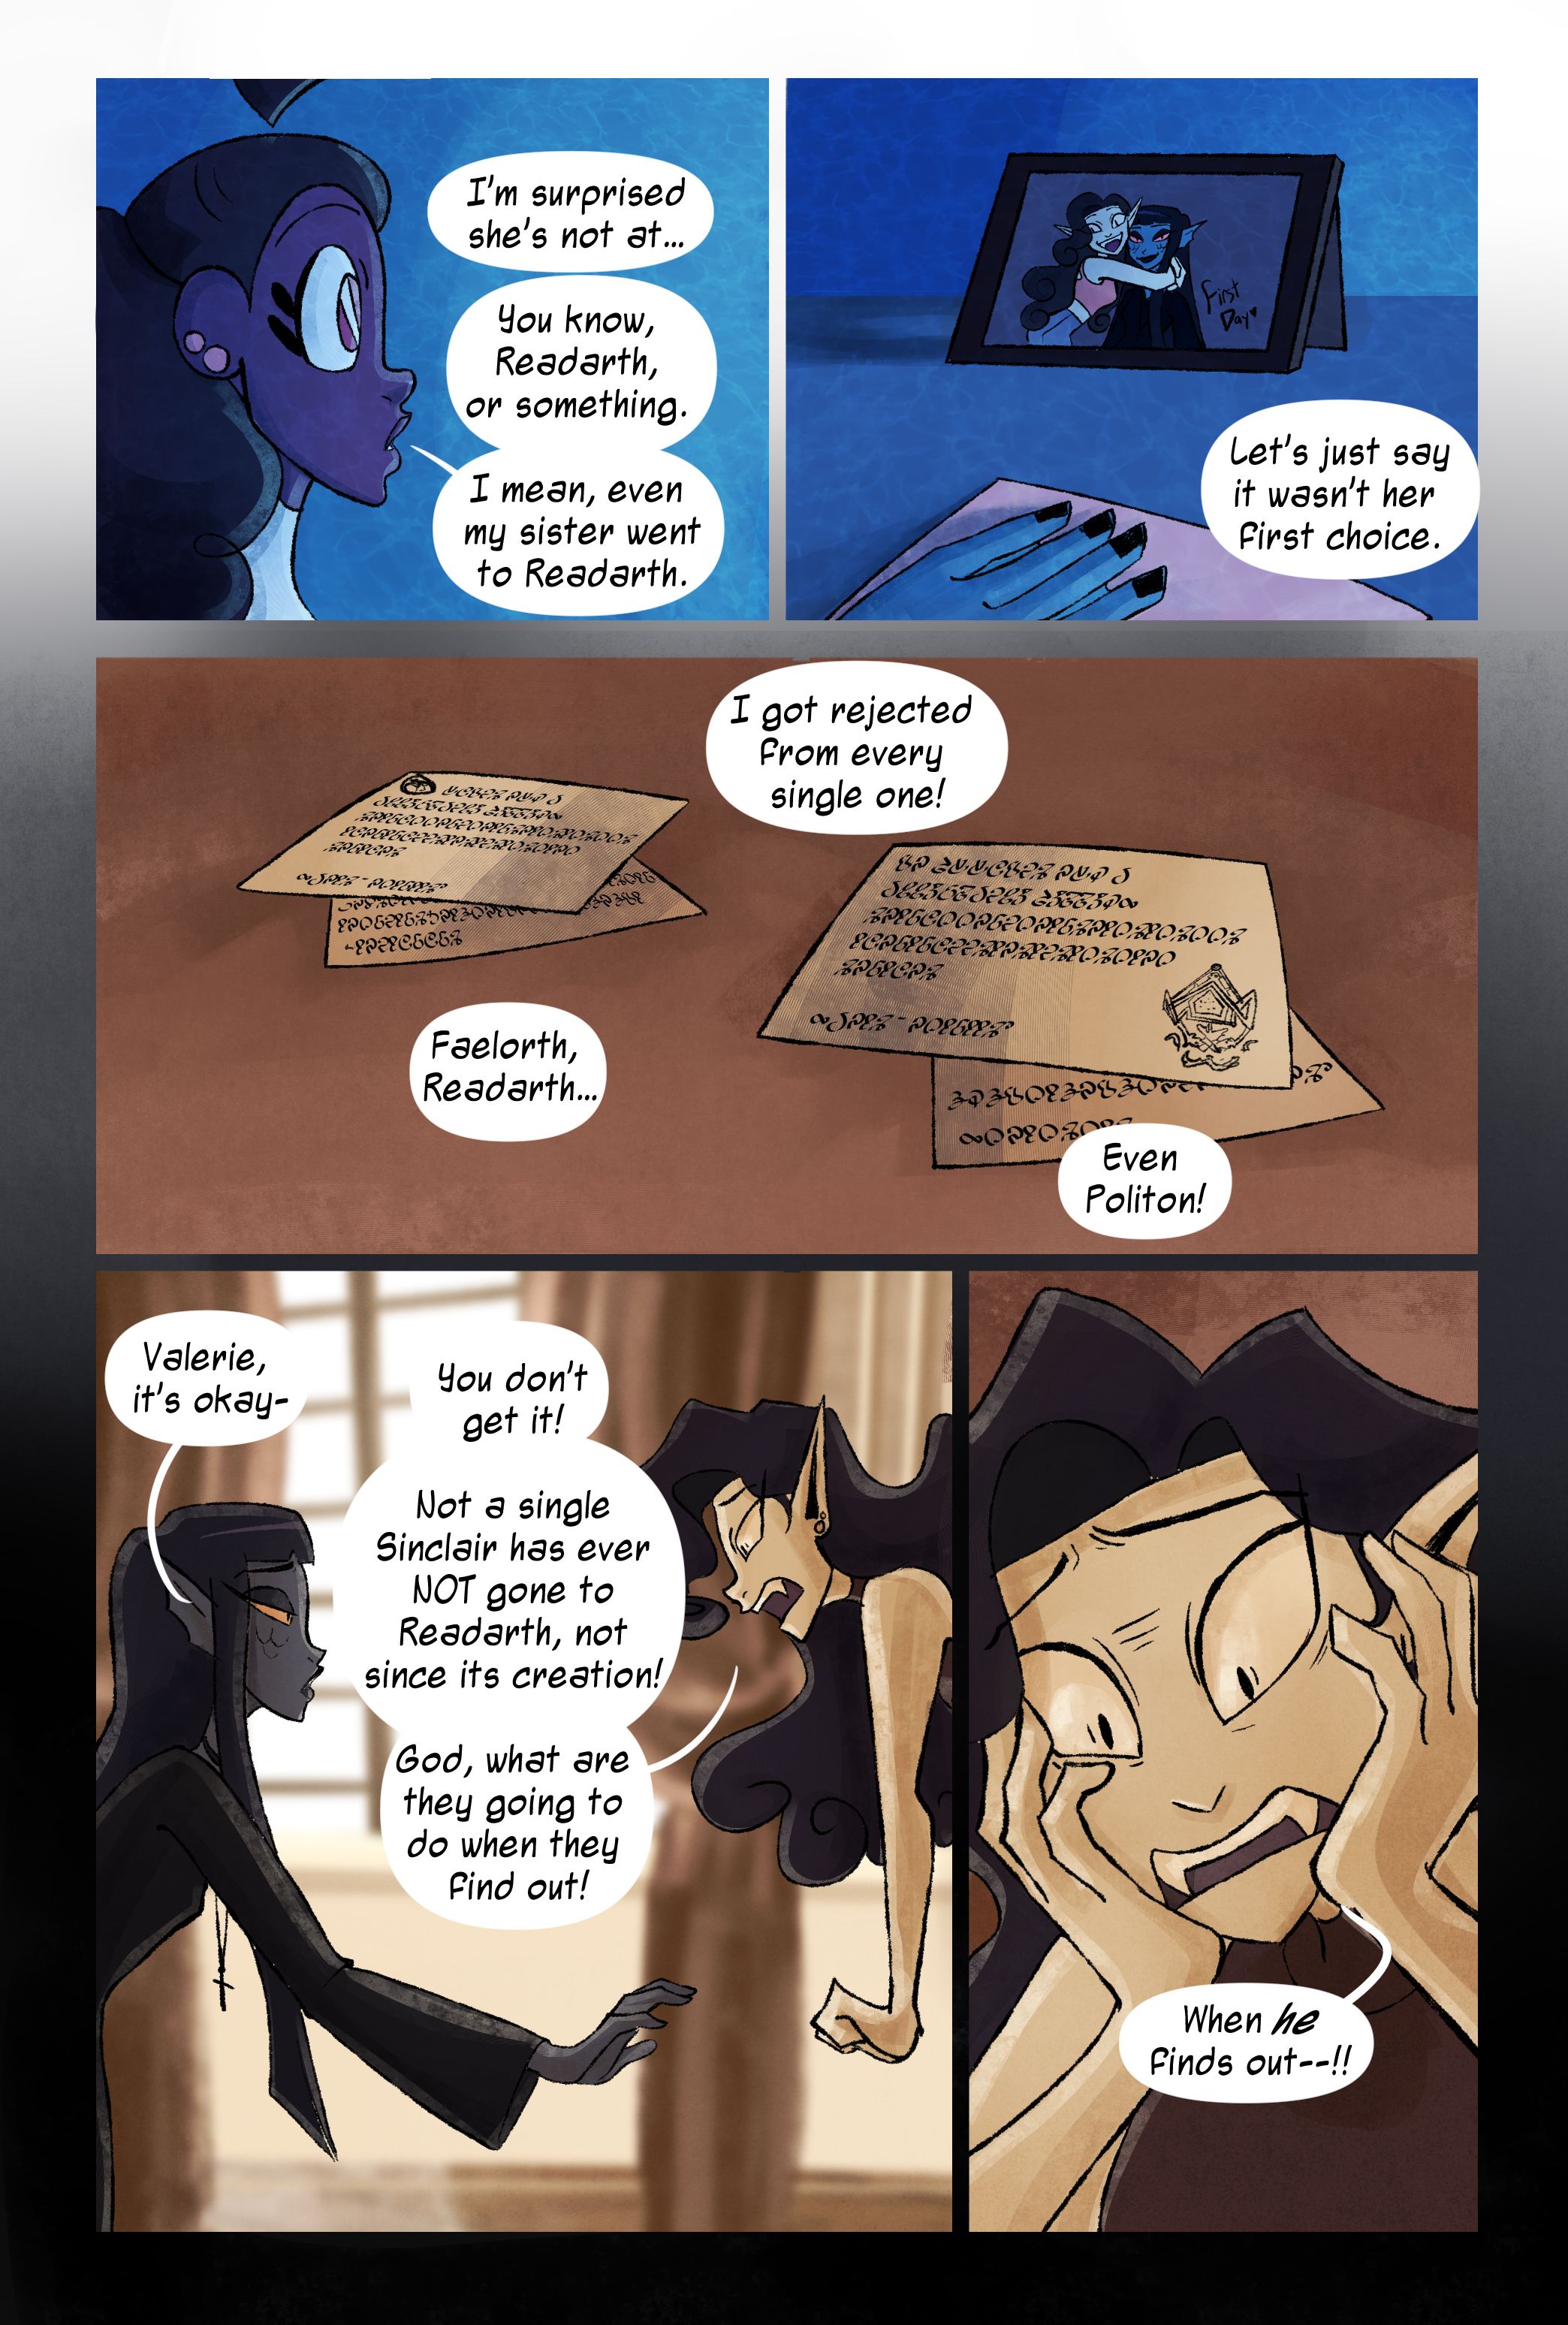 I'm surprised
she's not at...
You know,
Readarth,
or something.
I mean, even
my sister went
to Readarth.
First
Day♥
Let's just say
it wasn't her
first choice.
I got rejected
from every
single one!
Faelorth,
Readarth...
Even
Politon!
Valerie,
it's okay-
You don't
get it!
Not a single
Sinclair has ever
NOT gone to
Readarth, not
since its creation!
God, what are
they going to
do when they
find out!
When he
finds out--!!